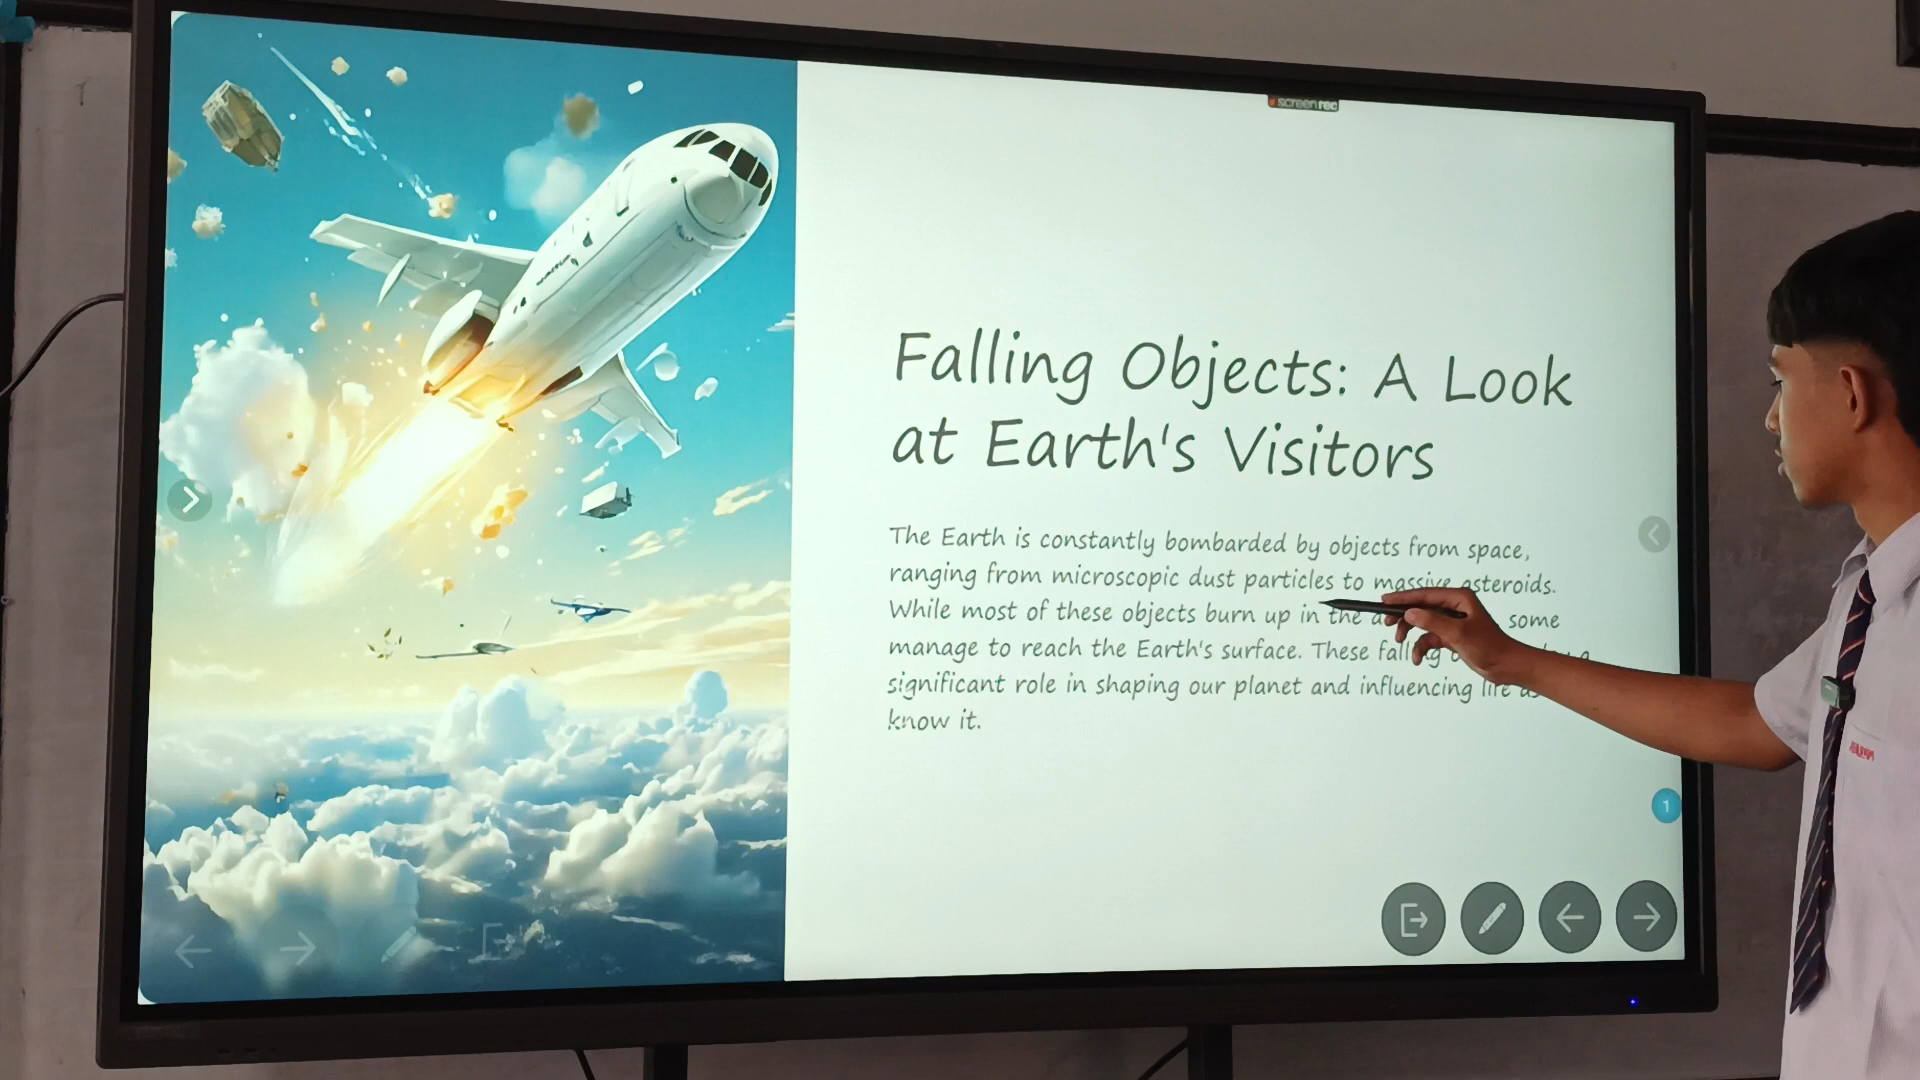 screenrec
Falling Objects: A Look
at Earth's Visitors
The Earth is constantly bombarded by objects from space,
ranging from microscopic dust particles to massive asteroids.
While most of these objects burn up in the some
manage to reach the Earth's surface. These falling
significant role in shaping our planet and influencing life
know it.
1